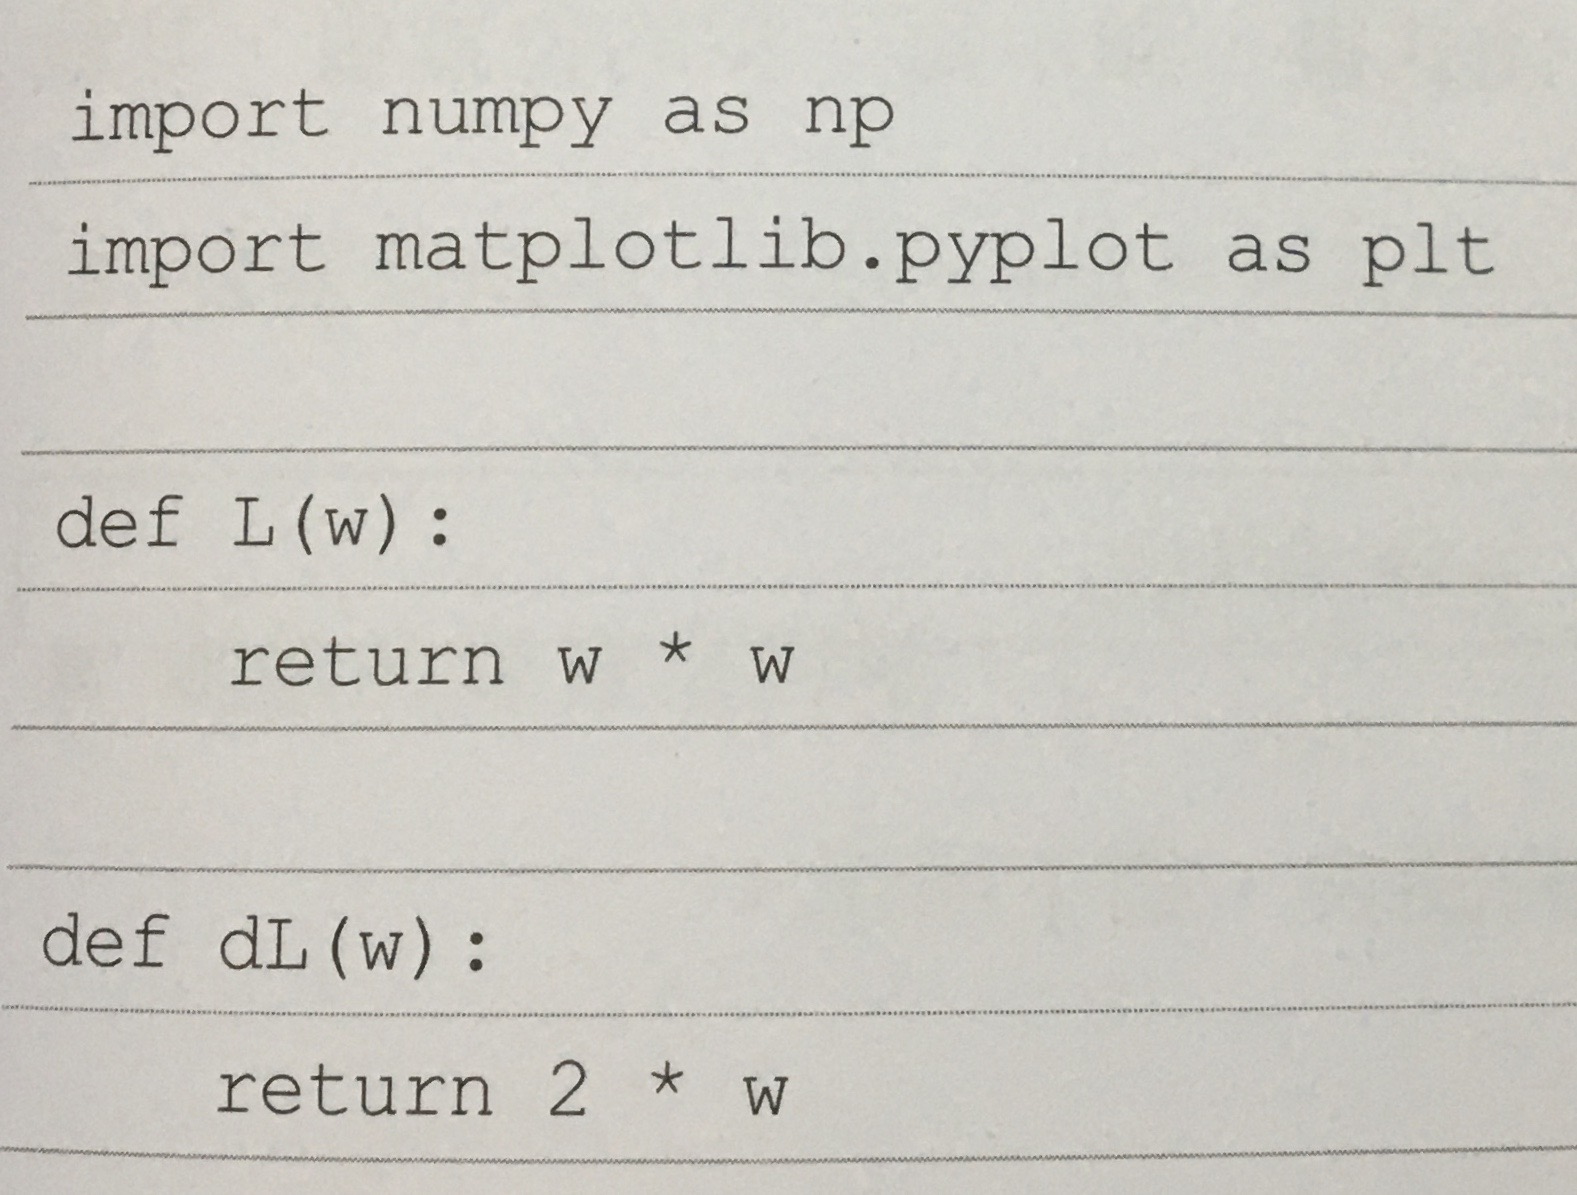 import numpy as np
import matplotlib.pyplot as plt
def L(w):
    return w * w
def dL(w):
    return 2 * w